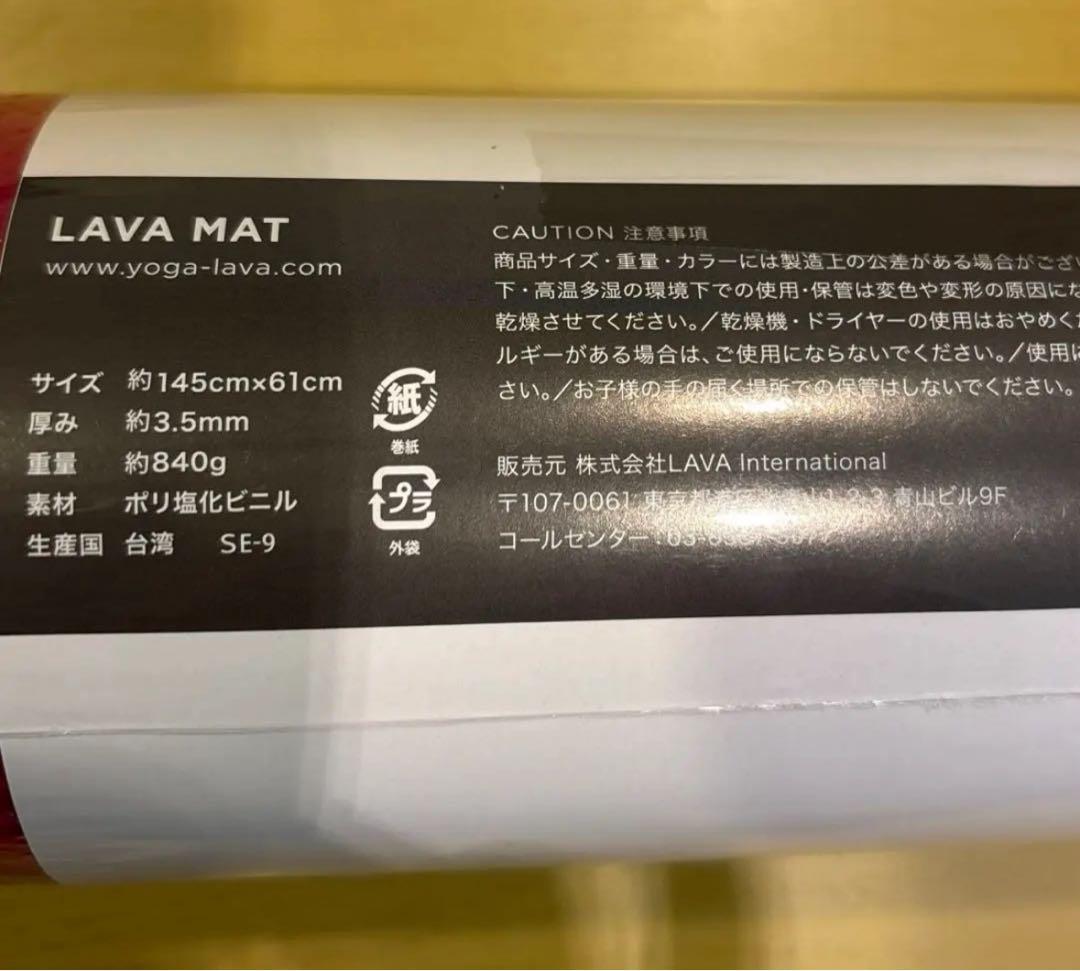 LAVA MAT
www.yoga-lava.com
サイズ 約145cm×61cm
厚み 約3.5mm
重量 約840g
素材 ポリ塩化ビニル
生産国 台湾 SE-9
紙
巻紙
プラ
外袋
CAUTION 注意事項
商品サイズ・重量・カラーには製造上の公差がある場合がござい
下・高温多湿の環境下での使用・保管は変色や変形の原因にな
乾燥させてください。/乾燥機・ドライヤーの使用はおやめくだ
ルギーがある場合は、ご使用にならないでください。/使用に
さい。/お子様の手の届く場所での保管はしないでください。
販売元 株式会社LAVA International
〒107-0061 東京都港区 青山ビル9F
コールセンター: